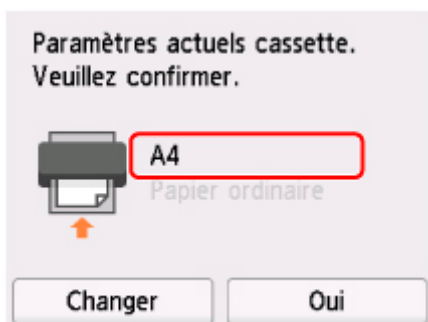 Paramètres actuels cassette.
Veuillez confirmer.
A4
Papier ordinaire
Changer
Oui